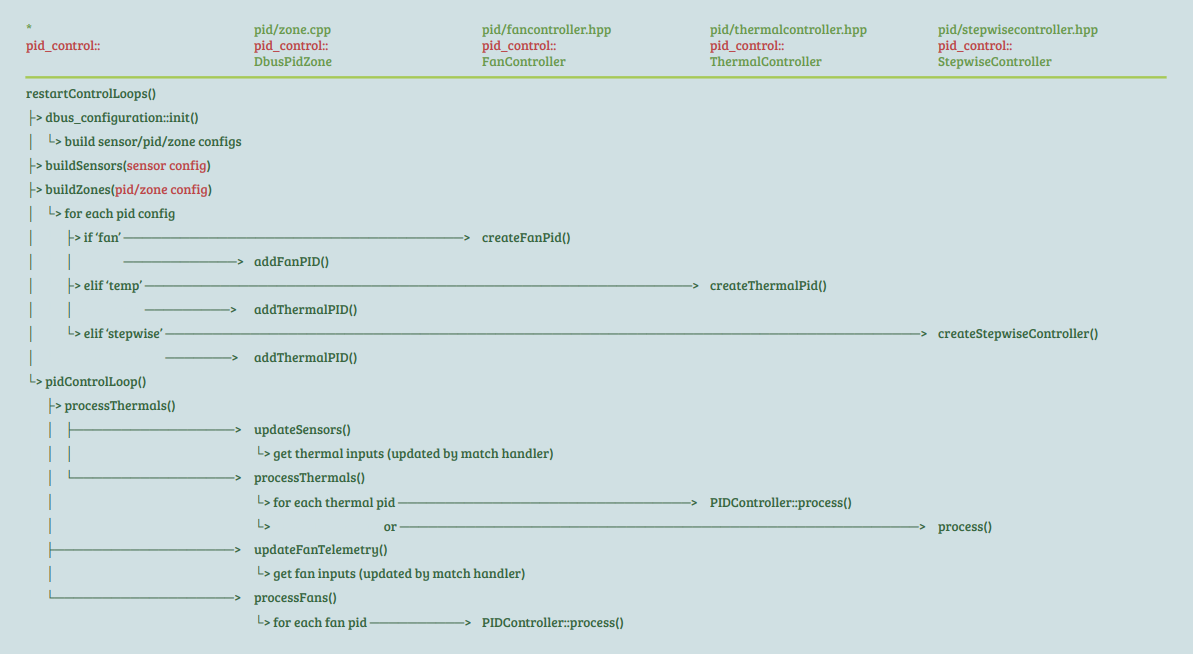 * pid/zone.cpp pid/fancontroller.hpp pid/thermalcontroller.hpp pid/stepwisecontroller.hpp
pid_control:: pid_control:: pid_control:: pid_control:: pid_control::
DbusPidZone FanController ThermalController StepwiseController
restartControlLoops()
├> dbus_configuration::init()
│ └> build sensor/pid/zone configs
├> buildSensors(sensor config)
├> buildZones(pid/zone config)
│ └> for each pid config
│ ├> if ‘fan’ ───> createFanPid()
│ │ ───> addFanPID()
│ ├> elif ‘temp’ ───> createThermalPid()
│ │ ───> addThermalPID()
│ └> elif ‘stepwise’ ───> createStepwiseController()
│ ───> addThermalPID()
└> pidControlLoop()
├> processThermals()
│ ├───> updateSensors()
│ │ └> get thermal inputs (updated by match handler)
│ └───> processThermals()
│ └> for each thermal pid ───> PIDController::process()
│ └> or ───> process()
├───> updateFanTelemetry()
│ └> get fan inputs (updated by match handler)
└───> processFans()
└> for each fan pid ───> PIDController::process()